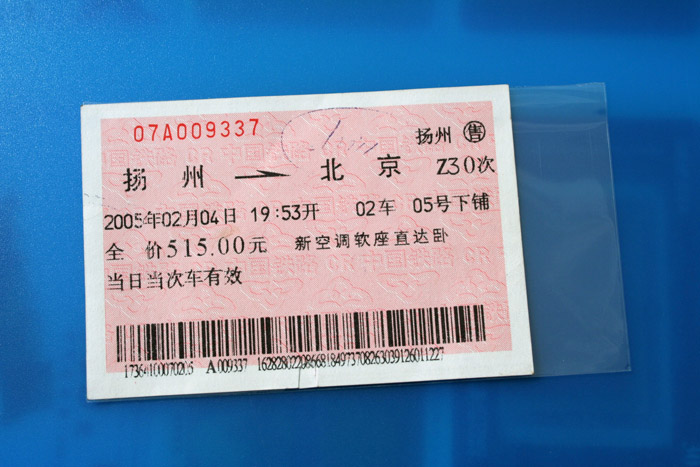 07A009337
扬州 ㊝售
扬州 → 北京 Z30次
2005年02月04日 19:53开 02车 05号下铺
全 价515.00元 新空调软座直达卧
当日当次车有效
17364100070205 A009337 16282802208668184973708263039126011227